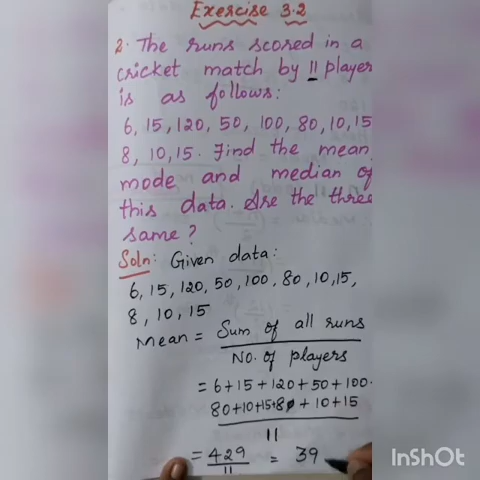 Exercise 3.2
2. The runs scored in a
cricket match by 11 player
is as follows:
6, 15, 120, 50, 100, 80, 10, 15
8, 10, 15. Find the mean,
mode and median of
this data. Are the three
same?
Soln: Given data:
6, 15, 120, 50, 100, 80, 10, 15,
8, 10, 15
Mean = Sum of all runs
No. of players
= 6+15+120+50+100.
80+10+15+8+10+15
11
= 429 = 39
11
InShOt